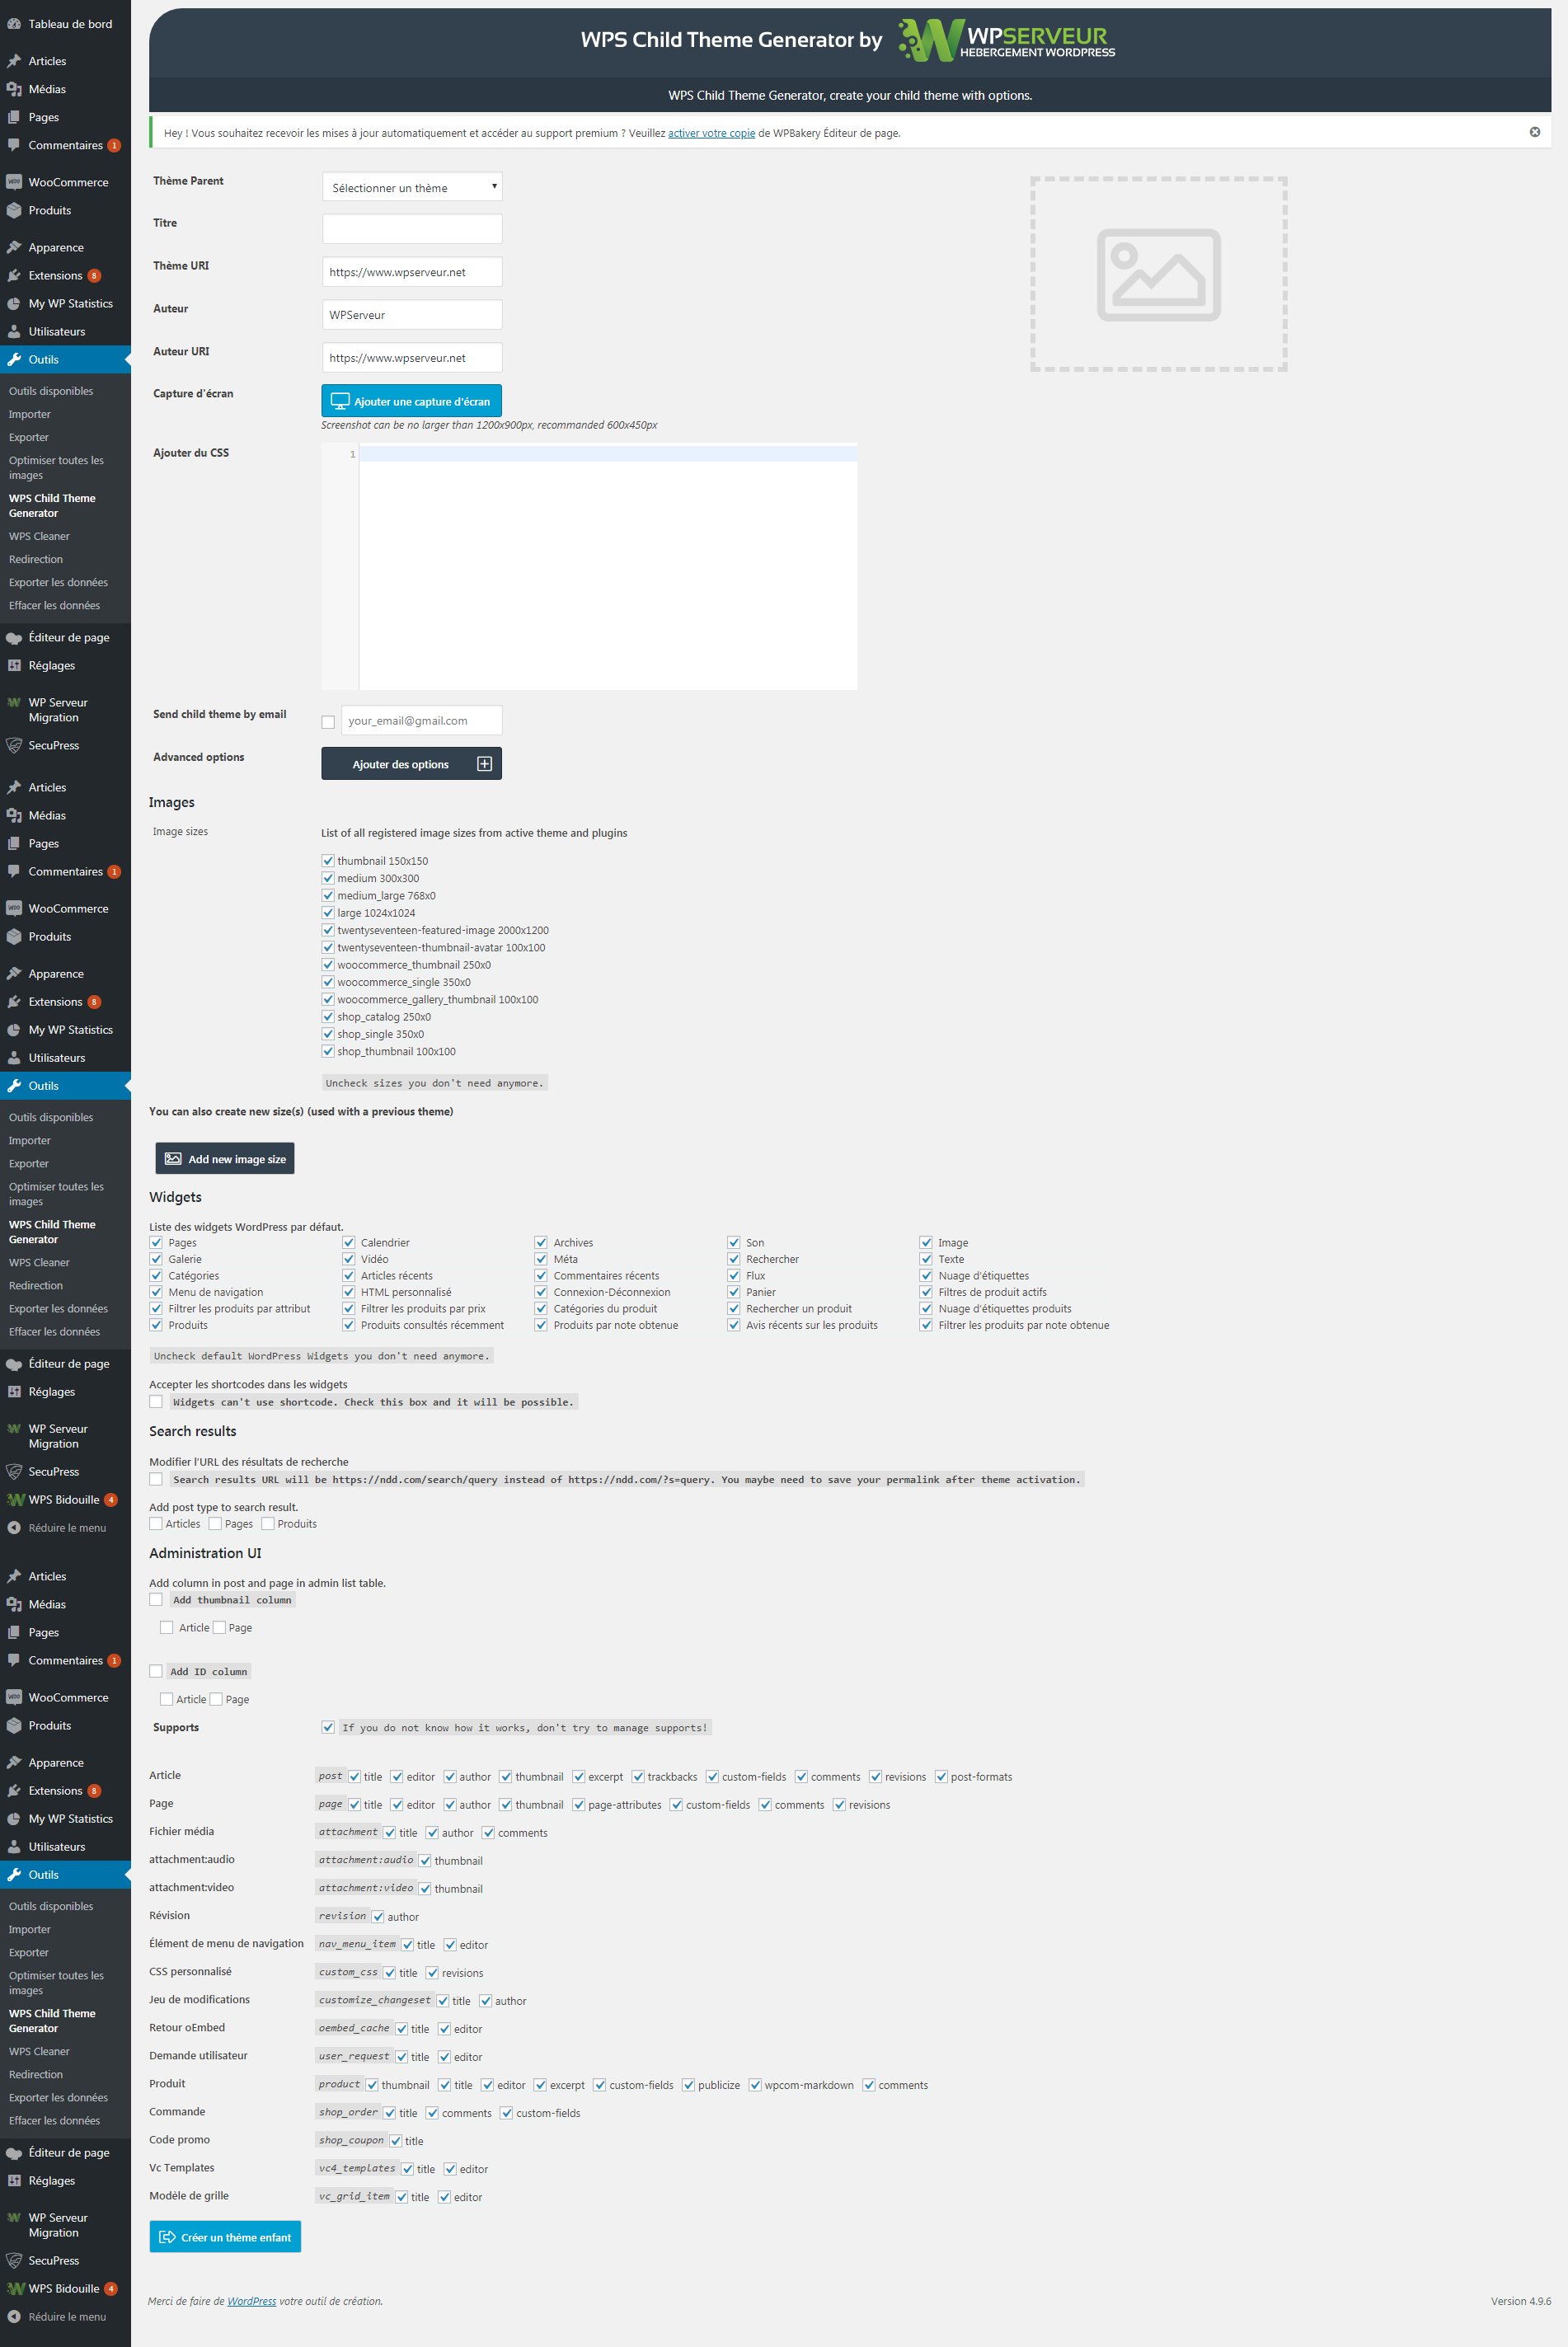 Tableau de bord
Articles
Médias
Pages
Commentaires 1
WooCommerce
Produits
Apparence
Extensions 8
My WP Statistics
Utilisateurs
Outils
Outils disponibles
Importer
Exporter
Optimiser toutes les
images
WPS Child Theme
Generator
WPS Cleaner
Redirection
Exporter les données
Effacer les données
Éditeur de page
Réglages
WP Serveur
Migration
SecuPress
Articles
Médias
Pages
Commentaires 1
WooCommerce
Produits
Apparence
Extensions 8
My WP Statistics
Utilisateurs
Outils
Outils disponibles
Importer
Exporter
Optimiser toutes les
images
WPS Child Theme
Generator
WPS Cleaner
Redirection
Exporter les données
Effacer les données
Éditeur de page
Réglages
WP Serveur
Migration
SecuPress
WPS Bidouille 4
Réduire le menu
Articles
Médias
Pages
Commentaires 1
WooCommerce
Produits
Apparence
Extensions 8
My WP Statistics
Utilisateurs
Outils
Outils disponibles
Importer
Exporter
Optimiser toutes les
images
WPS Child Theme
Generator
WPS Cleaner
Redirection
Exporter les données
Effacer les données
Éditeur de page
Réglages
WP Serveur
Migration
SecuPress
WPS Bidouille 4
Réduire le menu
WPS Child Theme Generator by WPSERVEUR
HEBERGEMENT WORDPRESS
WPS Child Theme Generator, create your child theme with options.
Hey ! Vous souhaitez recevoir les mises à jour automatiquement et accéder au support premium ? Veuillez activer votre copie de WPBakery Éditeur de page.
Thème Parent Sélectionner un thème
Titre
Thème URI https://www.wpserveur.net
Auteur WPServeur
Auteur URI https://www.wpserveur.net
Capture d'écran Ajouter une capture d'écran
Screenshot can be no larger than 1200x900px, recommanded 600x450px
Ajouter du CSS 1
Send child theme by email your_email@gmail.com
Advanced options Ajouter des options
Images
Image sizes List of all registered image sizes from active theme and plugins
thumbnail 150x150
medium 300x300
medium_large 768x0
large 1024x1024
twentyseventeen-featured-image 2000x1200
twentyseventeen-thumbnail-avatar 100x100
woocommerce_thumbnail 250x0
woocommerce_single 350x0
woocommerce_gallery_thumbnail 100x100
shop_catalog 250x0
shop_single 350x0
shop_thumbnail 100x100
Uncheck sizes you don't need anymore.
You can also create new size(s) (used with a previous theme)
Add new image size
Widgets
Liste des widgets WordPress par défaut.
Pages Calendrier Archives Son Image
Galerie Vidéo Méta Rechercher Texte
Catégories Articles récents Commentaires récents Flux Nuage d'étiquettes
Menu de navigation HTML personnalisé Connexion-Déconnexion Panier Filtres de produit actifs
Filtrer les produits par attribut Filtrer les produits par prix Catégories du produit Rechercher un produit Nuage d'étiquettes produits
Produits Produits consultés récemment Produits par note obtenue Avis récents sur les produits Filtrer les produits par note obtenue
Uncheck default WordPress Widgets you don't need anymore.
Accepter les shortcodes dans les widgets
Widgets can't use shortcode. Check this box and it will be possible.
Search results
Modifier l'URL des résultats de recherche
Search results URL will be https://ndd.com/search/query instead of https://ndd.com/?s=query. You maybe need to save your permalink after theme activation.
Add post type to search result.
Articles Pages Produits
Administration UI
Add column in post and page in admin list table.
Add thumbnail column
Article Page
Add ID column
Article Page
Supports If you do not know how it works, don't try to manage supports!
Article post title editor author thumbnail excerpt trackbacks custom-fields comments revisions post-formats
Page page title editor author thumbnail page-attributes custom-fields comments revisions
Fichier média attachment title author comments
attachment:audio attachment:audio thumbnail
attachment:video attachment:video thumbnail
Révision revision author
Élément de menu de navigation nav_menu_item title editor
CSS personnalisé custom_css title revisions
Jeu de modifications customize_changeset title author
Retour oEmbed oembed_cache title editor
Demande utilisateur user_request title editor
Produit product thumbnail title editor excerpt custom-fields publicize wpcom-markdown comments
Commande shop_order title comments custom-fields
Code promo shop_coupon title
Vc Templates vc4_templates title editor
Modèle de grille vc_grid_item title editor
Créer un thème enfant
Merci de faire de WordPress votre outil de création. Version 4.9.6